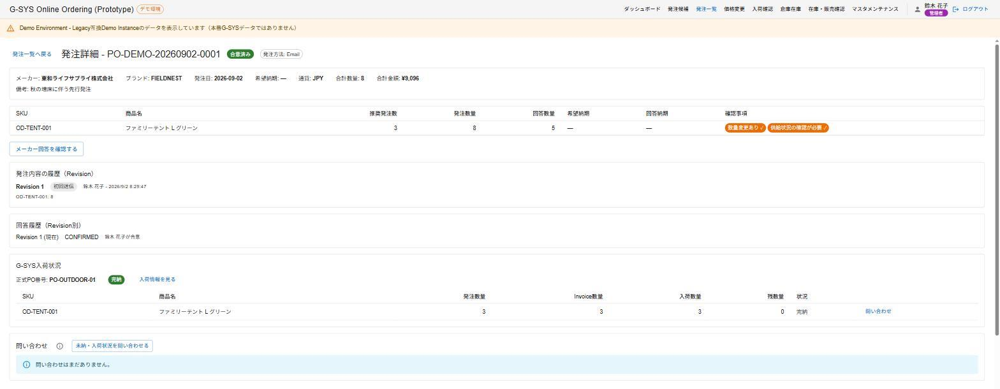 G-SYS Online Ordering (Prototype) デモ環境 ダッシュボード 発注候補 発注一覧 価格変更 入荷確認 倉庫在庫 在庫・販売確認 マスタメンテナンス 鈴木 花子 管理者 ログアウト
Demo Environment - Legacy互換Demo Instanceのデータを表示しています（本番G-SYSデータではありません）
発注一覧へ戻る 発注詳細 - PO-DEMO-20260902-0001 合意済み 発注方法: Email
メーカー: 東和ライフサプライ株式会社 ブランド: FIELDNEST 発注日: 2026-09-02 希望納期: — 通貨: JPY 合計数量: 8 合計金額: ¥9,096
備考: 秋の増床に伴う先行発注
SKU 商品名 推奨発注数 発注数量 回答数量 希望納期 回答納期 確認事項
OD-TENT-001 ファミリーテント L グリーン 3 8 5 — — 数量変更あり ✓ 供給状況の確認が必要 ✓
メーカー回答を確認する
発注内容の履歴（Revision）
Revision 1 初回送信 鈴木 花子 - 2026/9/2 8:29:47
OD-TENT-001: 8
回答履歴（Revision別）
Revision 1 (現在) CONFIRMED 鈴木 花子が合意
G-SYS入荷状況
正式PO番号: PO-OUTDOOR-01 完納 入荷情報を見る
SKU 商品名 発注数量 Invoice数量 入荷数量 残数量 状況
OD-TENT-001 ファミリーテント L グリーン 3 3 3 0 完納 問い合わせ
問い合わせ 未納・入荷状況を問い合わせる
問い合わせはまだありません。